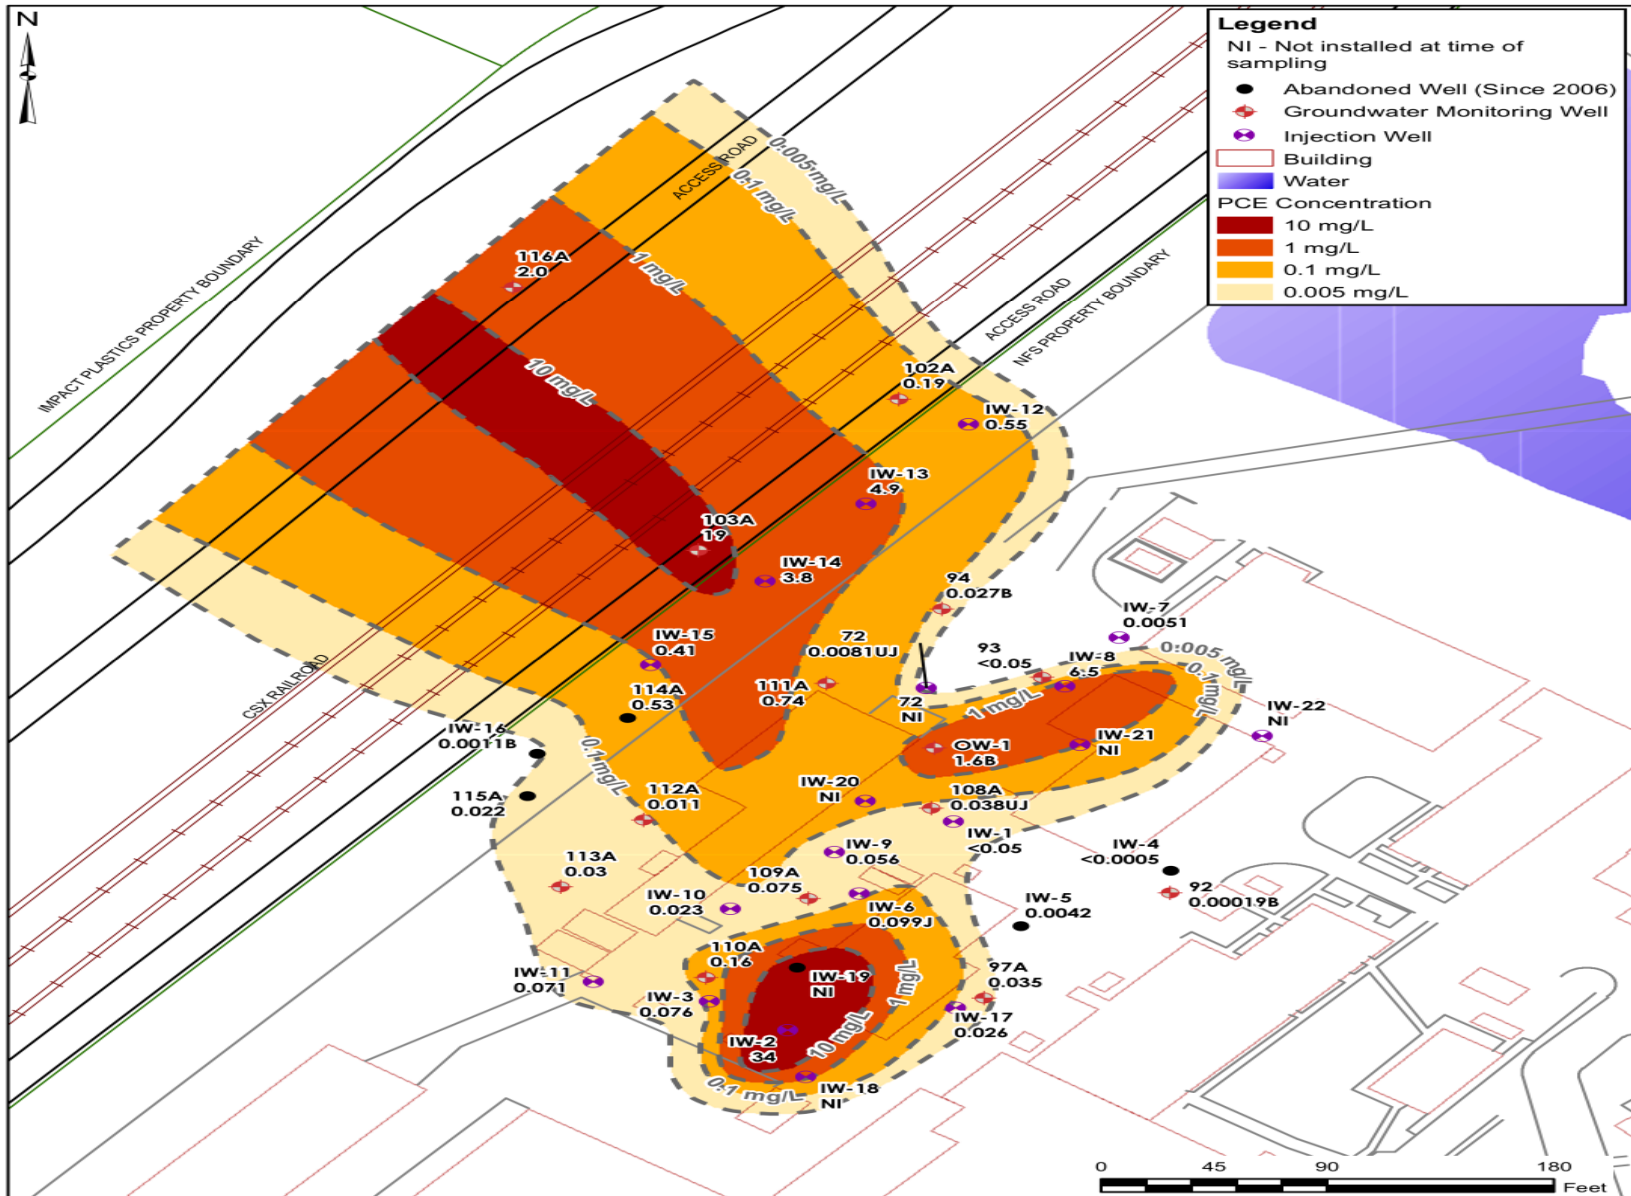 N
Legend
NI - Not installed at time of
sampling
Abandoned Well (Since 2006)
Groundwater Monitoring Well
Injection Well
Building
Water
PCE Concentration
10 mg/L
1 mg/L
0.1 mg/L
0.005 mg/L
ACCESS ROAD
0.005 mg/L
0.1 mg/L
IMPACT PLASTICS PROPERTY BOUNDARY
116A
2.0
1 mg/L
ACCESS ROAD
NFS PROPERTY BOUNDARY
10 mg/L
102A
0.19
IW-12
0.55
IW-13
4.9
103A
19
IW-14
3.8
94
0.027B
IW-7
0.0051
IW-15
0.41
72
0.0081UJ
93
<0.05
IW-8
6.5
0.005 mg/L
0.1 mg/L
CSX RAILROAD
114A
0.53
111A
0.74
72
NI
1 mg/L
IW-22
NI
IW-16
0.0011B
0.1 mg/L
OW-1
1.6B
IW-21
NI
115A
0.022
112A
0.011
IW-20
NI
108A
0.038UJ
IW-1
<0.05
IW-4
<0.0005
IW-9
0.056
113A
0.03
109A
0.075
IW-10
0.023
IW-6
0.099J
IW-5
0.0042
92
0.00019B
110A
0.16
IW-11
0.071
IW-19
NI
1 mg/L
97A
0.035
IW-3
0.076
IW-17
0.026
IW-2
34
10 mg/L
0.1 mg/L
IW-18
NI
0 45 90 180
Feet